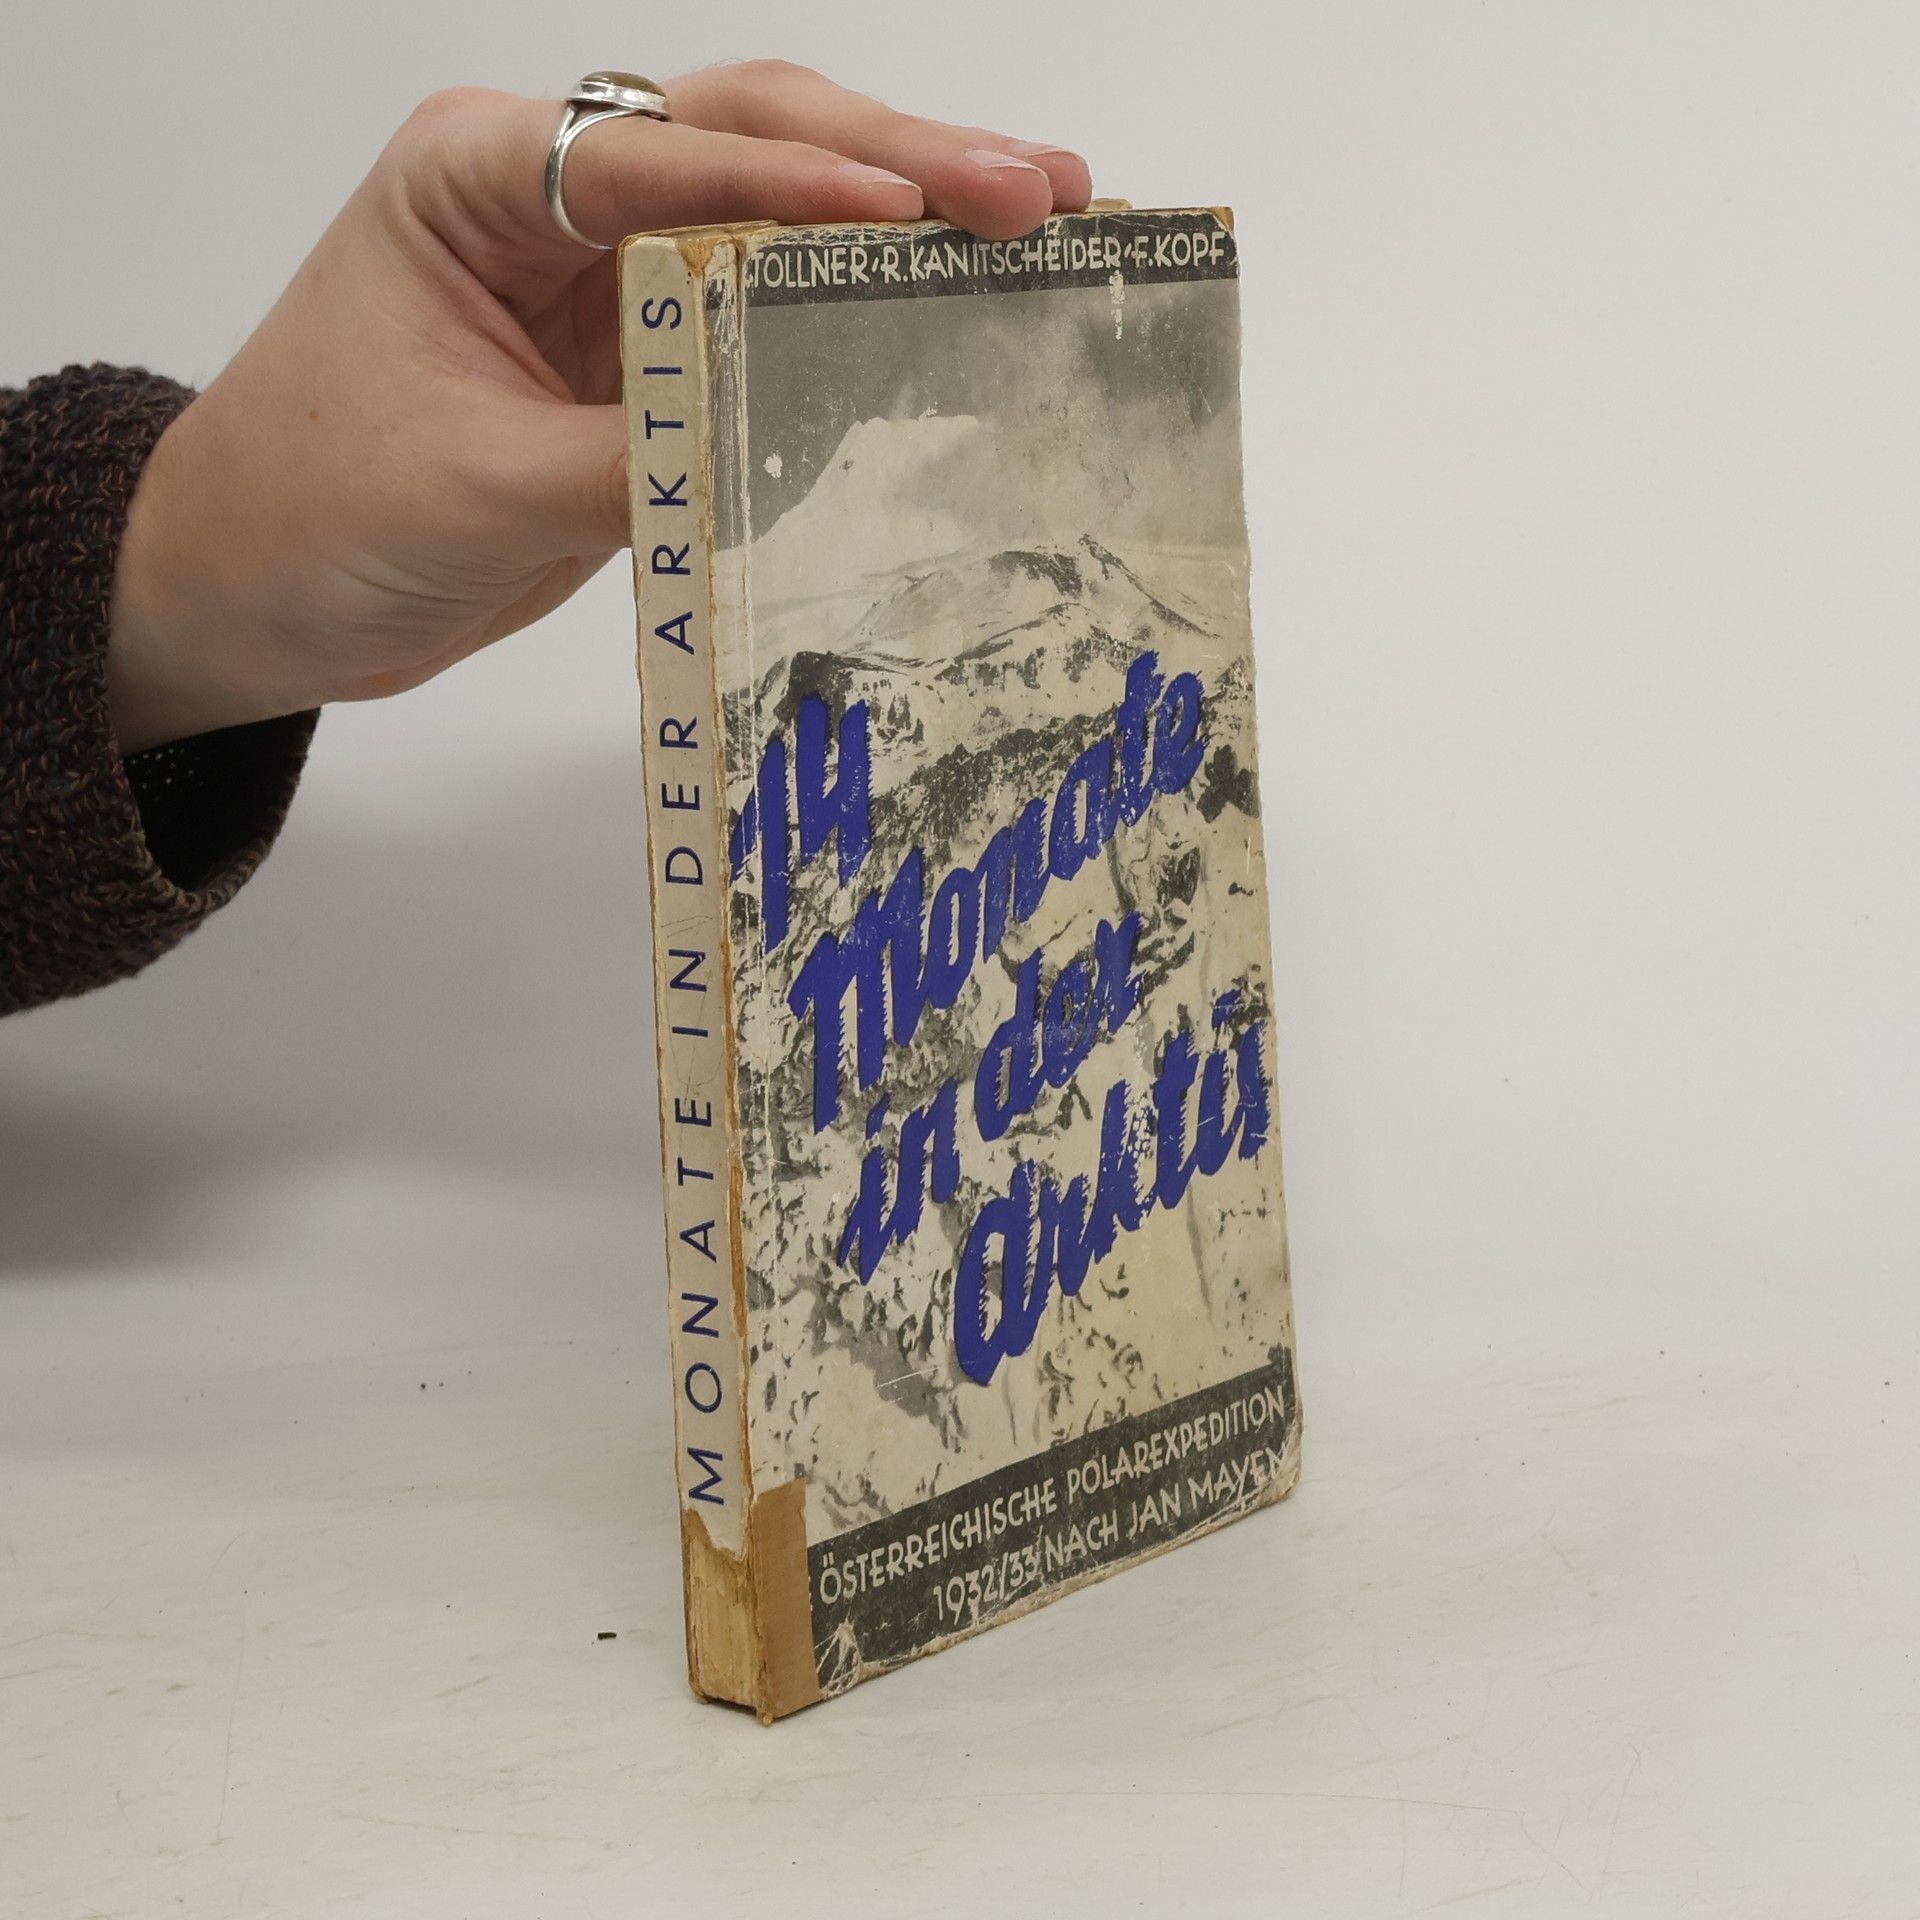 MONATE IN DER ARKTIS
TOLLNER·R.KANITSCHEIDER·F.KOPF
14
Monate
in der
Arktis
ÖSTERREICHISCHE POLAREXPEDITION
1932/33 NACH JAN MAYEN